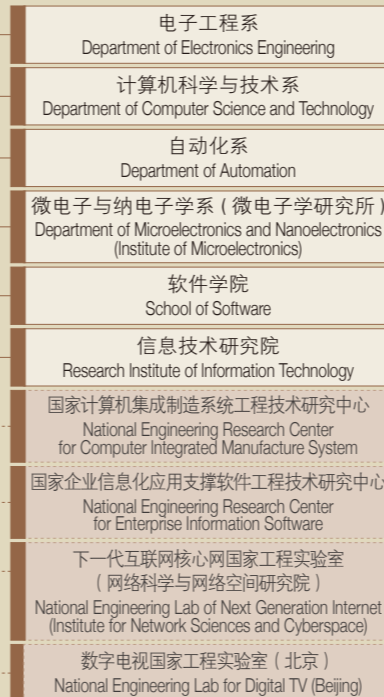 电子工程系
Department of Electronics Engineering
计算机科学与技术系
Department of Computer Science and Technology
自动化系
Department of Automation
微电子与纳电子学系（微电子学研究所）
Department of Microelectronics and Nanoelectronics
(Institute of Microelectronics)
软件学院
School of Software
信息技术研究院
Research Institute of Information Technology
国家计算机集成制造系统工程技术研究中心
National Engineering Research Center
for Computer Integrated Manufacture System
国家企业信息化应用支撑软件工程技术研究中心
National Engineering Research Center
for Enterprise Information Software
下一代互联网核心网国家工程实验室
（网络科学与网络空间研究院）
National Engineering Lab of Next Generation Internet
(Institute for Network Sciences and Cyberspace)
数字电视国家工程实验室（北京）
National Engineering Lab for Digital TV (Beijing)